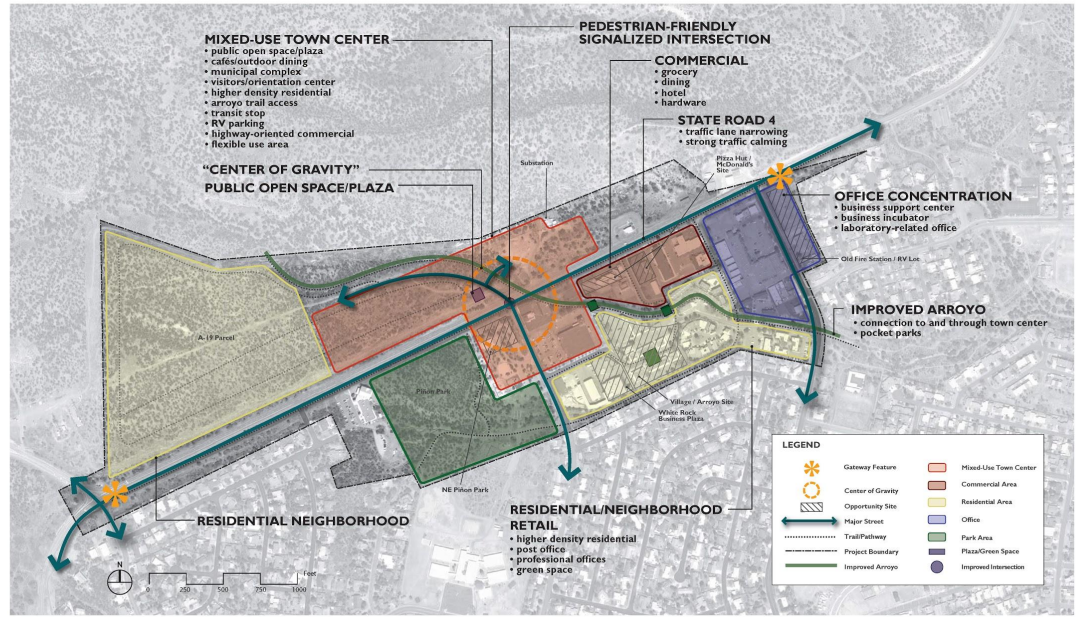 MIXED-USE TOWN CENTER
• public open space/plaza
• cafés/outdoor dining
• municipal complex
• visitors/orientation center
• higher density residential
• arroyo trail access
• transit stop
• RV parking
• highway-oriented commercial
• flexible use area
PEDESTRIAN-FRIENDLY
SIGNALIZED INTERSECTION
COMMERCIAL
• grocery
• dining
• hotel
• hardware
STATE ROAD 4
• traffic lane narrowing
• strong traffic calming
Pizza Hut /
McDonald's
Site
Substation
"CENTER OF GRAVITY"
PUBLIC OPEN SPACE/PLAZA
OFFICE CONCENTRATION
• business support center
• business incubator
• laboratory-related office
Old Fire Station / RV Lot
IMPROVED ARROYO
• connection to and through town center
• pocket parks
A-19 Parcel
Piñon Park
Village / Arroyo Site
White Rock
Business Plaza
NE Piñon Park
RESIDENTIAL NEIGHBORHOOD
RESIDENTIAL/NEIGHBORHOOD
RETAIL
• higher density residential
• post office
• professional offices
• green space
N
0 250 500 750 1000
Feet
LEGEND
Gateway Feature
Center of Gravity
Opportunity Site
Major Street
Trail/Pathway
Project Boundary
Improved Arroyo
Mixed-Use Town Center
Commercial Area
Residential Area
Office
Park Area
Plaza/Green Space
Improved Intersection